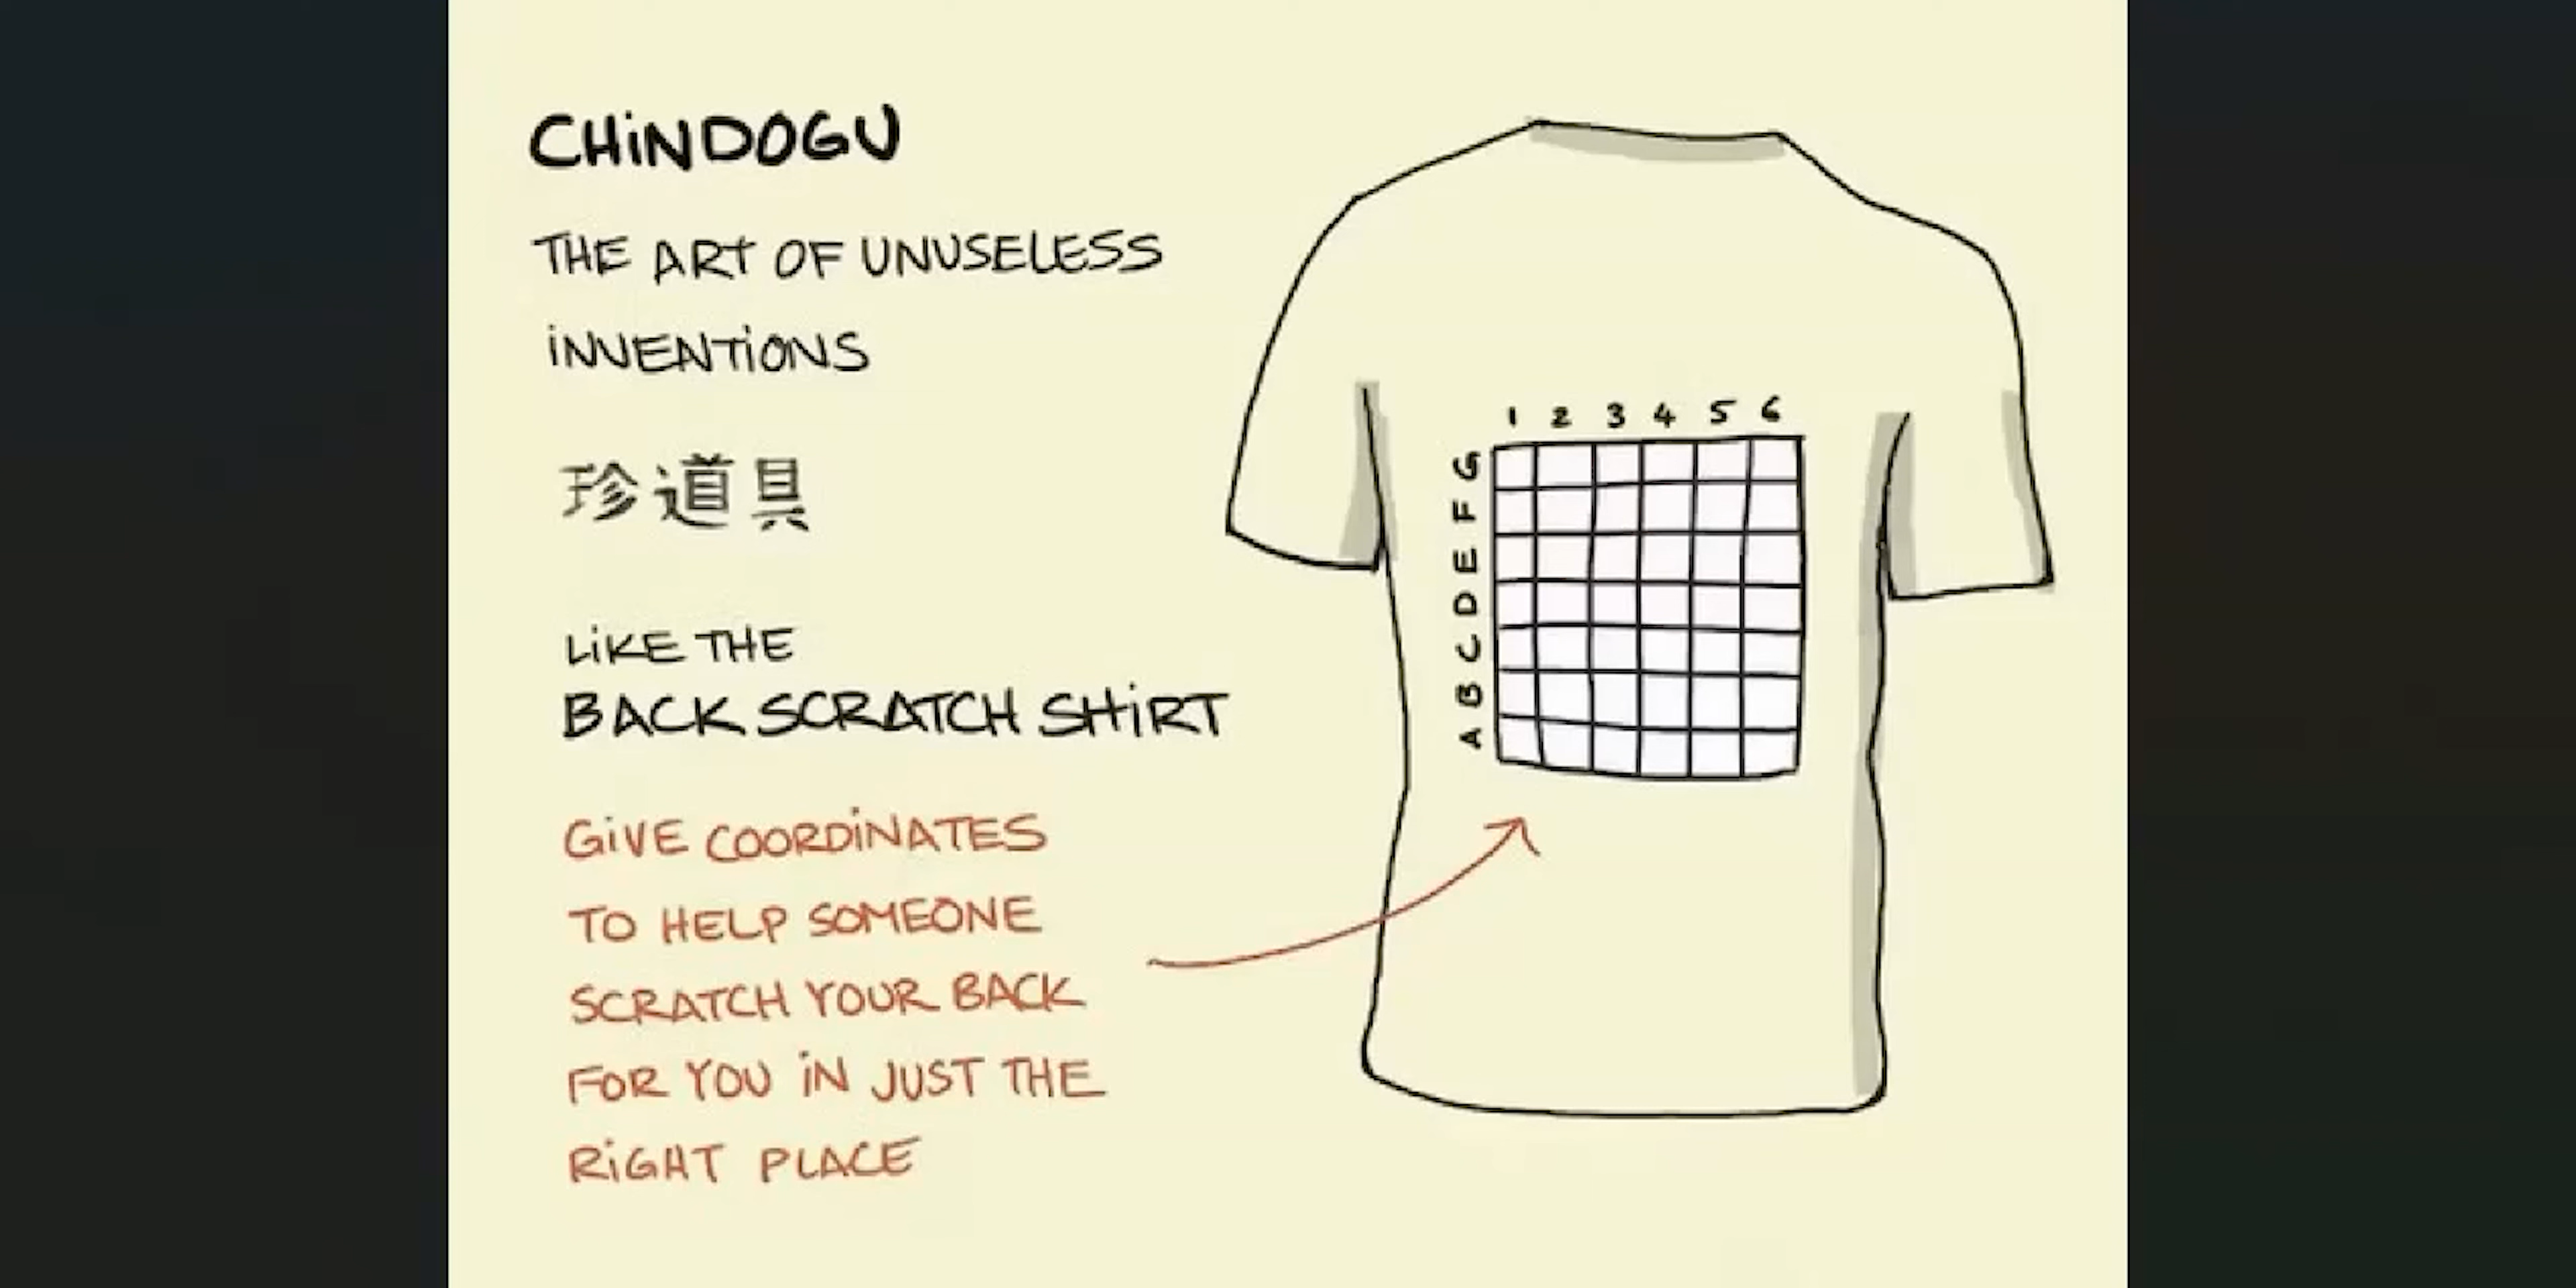 CHiNDOGU
THE ART OF UNUSELESS
iNVENTiONS
珍道具
LiKE THE
BACK SCRATCH SHiRT
GiVE COORDiNATES
TO HELP SOMEONE
SCRATCH YOUR BACK
FOR YOU iN JUST THE
RiGHT PLACE
1 2 3 4 5 6
G
F
E
D
C
B
A